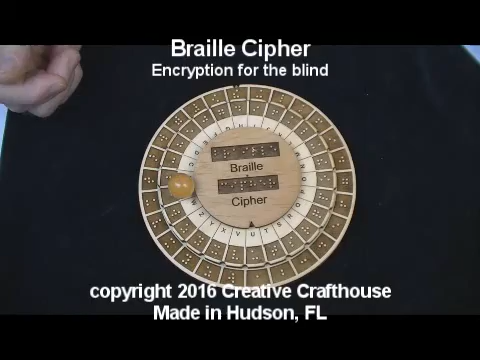 Braille Cipher
Encryption for the blind
Braille
Cipher
copyright 2016 Creative Crafthouse
Made in Hudson, FL